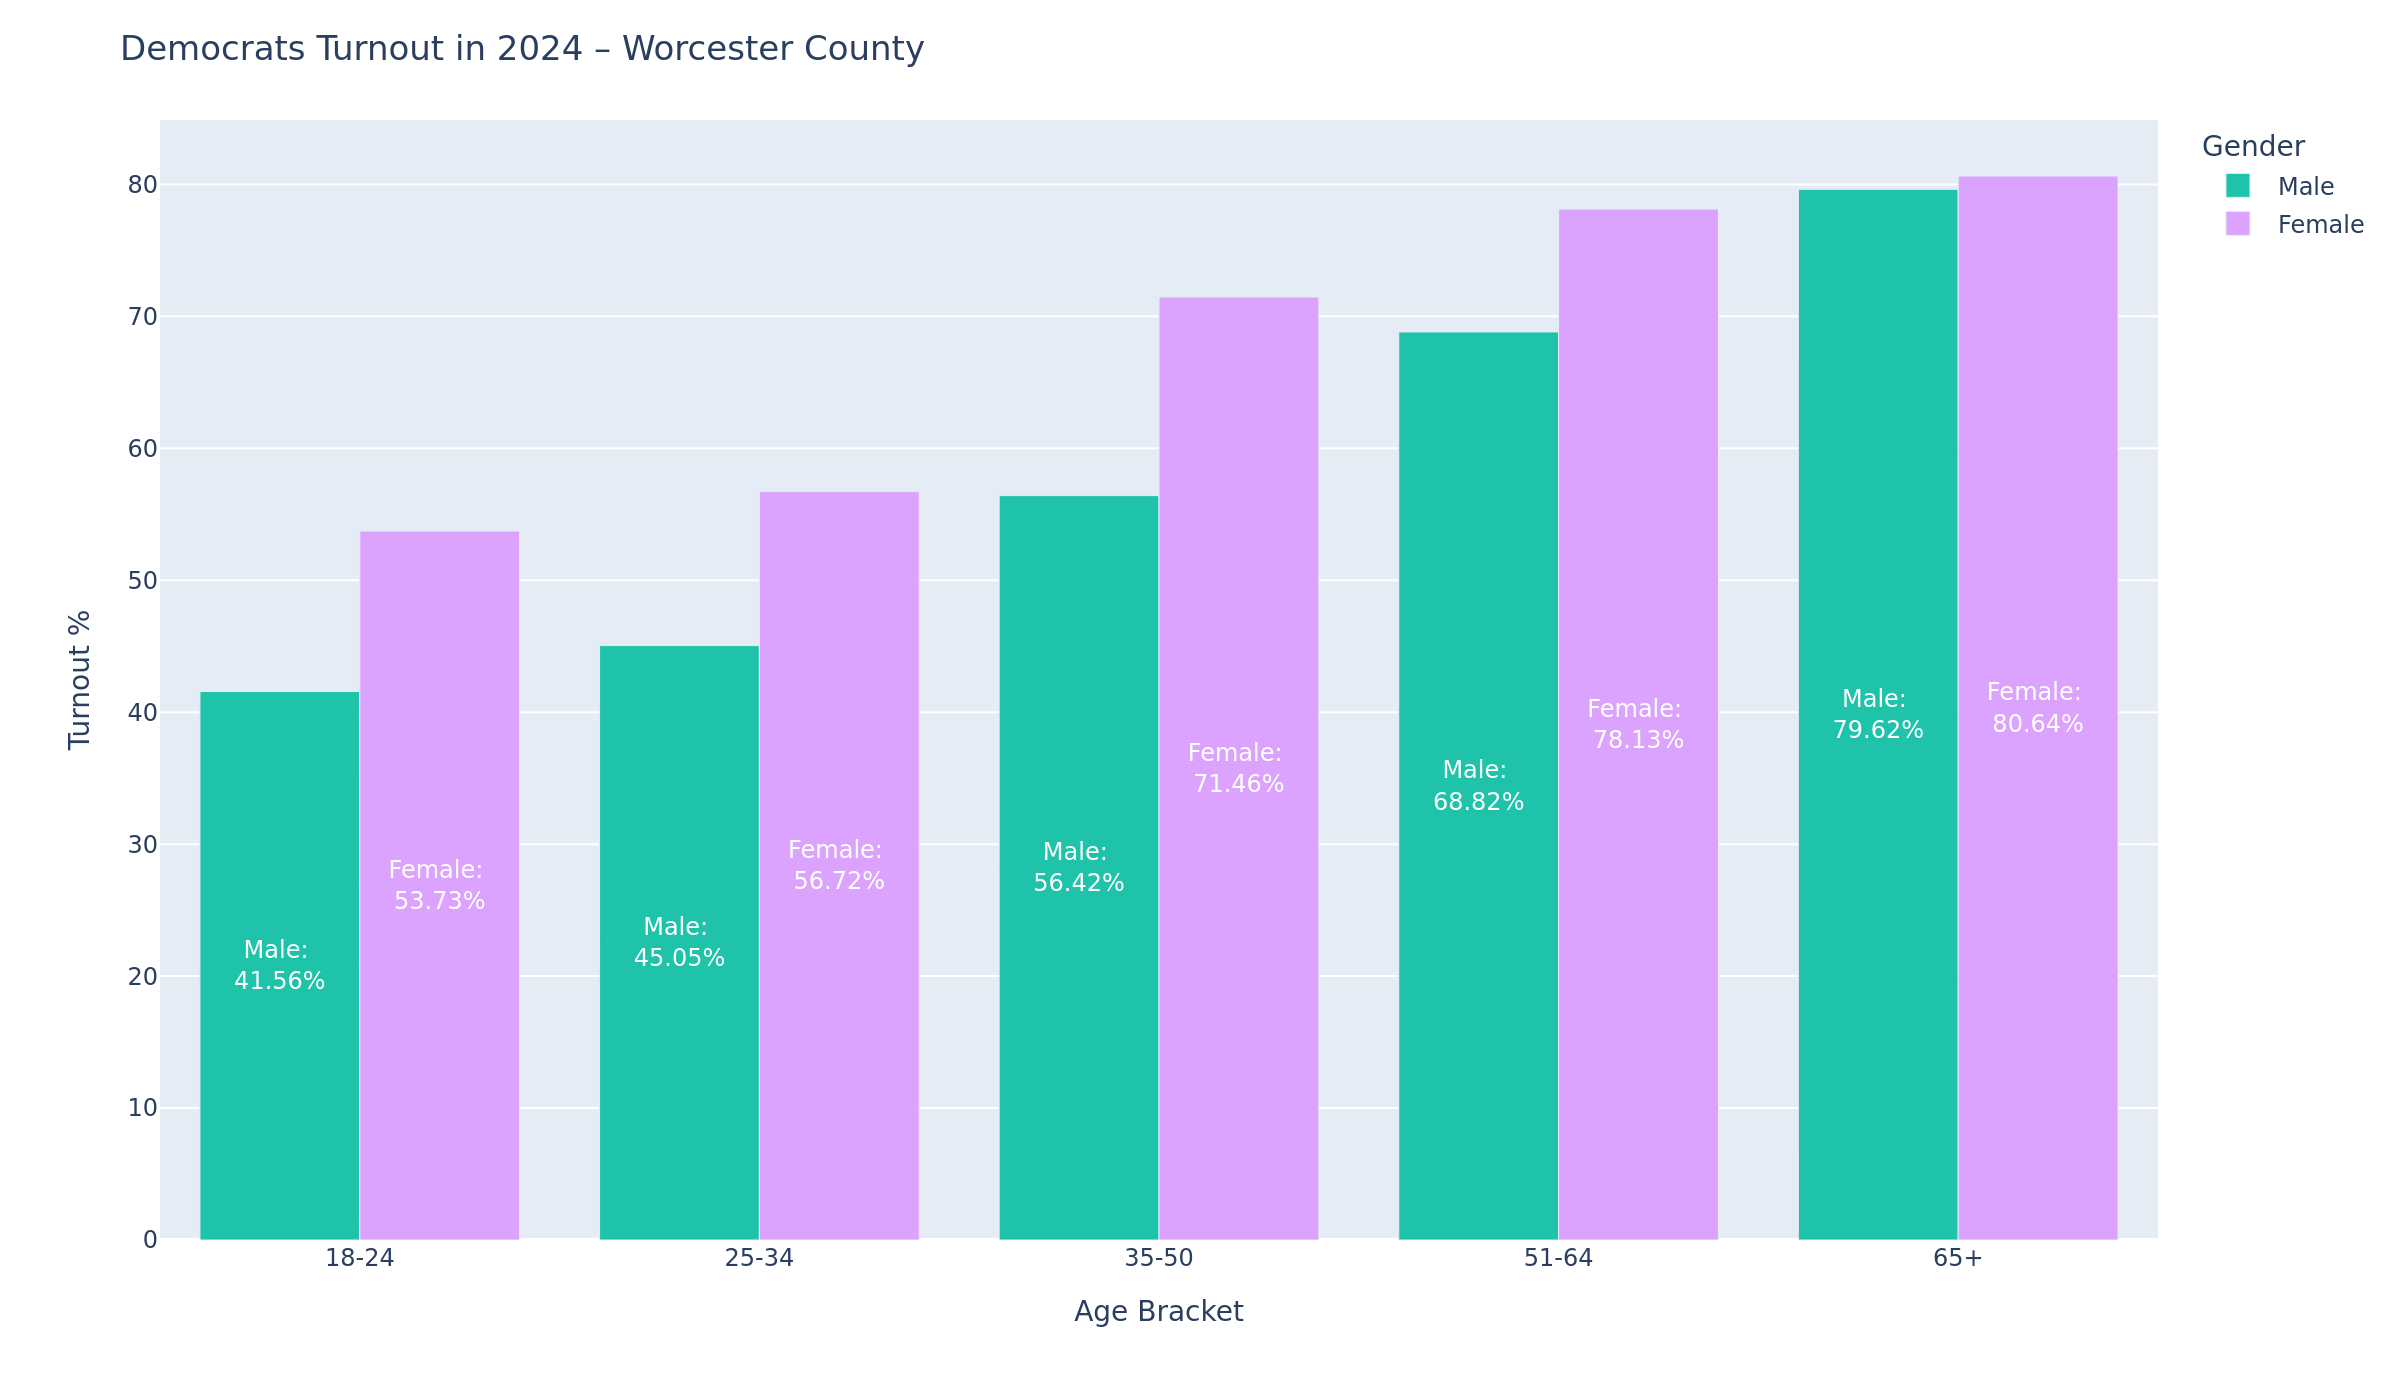 Democrats Turnout in 2024 – Worcester County
Gender
Male
Female
Turnout %
80
70
60
50
40
30
20
10
0
Male:
41.56%
Female:
53.73%
Male:
45.05%
Female:
56.72%
Male:
56.42%
Female:
71.46%
Male:
68.82%
Female:
78.13%
Male:
79.62%
Female:
80.64%
18-24
25-34
35-50
51-64
65+
Age Bracket